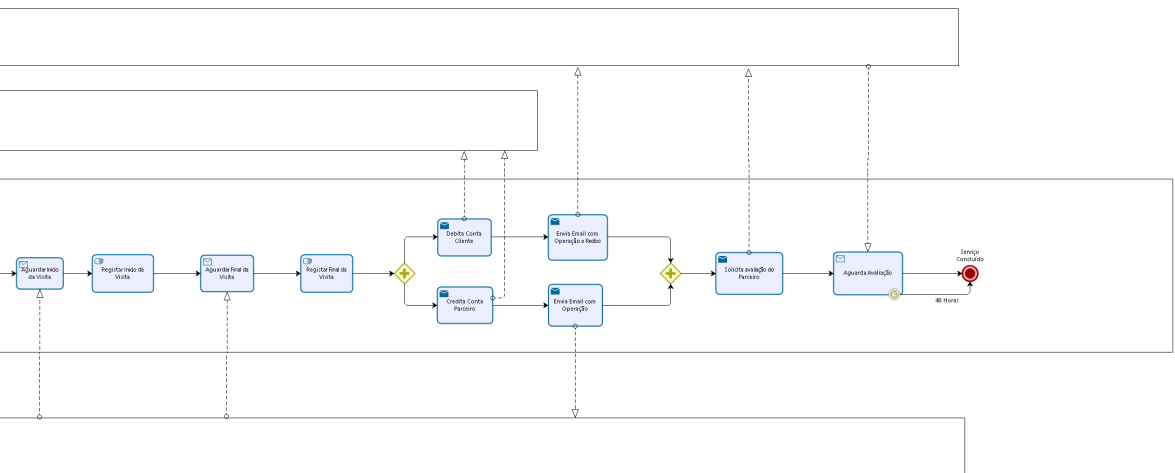 Aguardar Início
da Visita
Registar Início da
Visita
Aguardar Final da
Visita
Registar Final da
Visita
Debita Conta
Cliente
Credita Conta
Parceiro
Envia Email com
Operação e Recibo
Envia Email com
Operação
Solicita avaliação do
Parceiro
Aguarda Avaliação
48 Horas
Serviço
Concluído